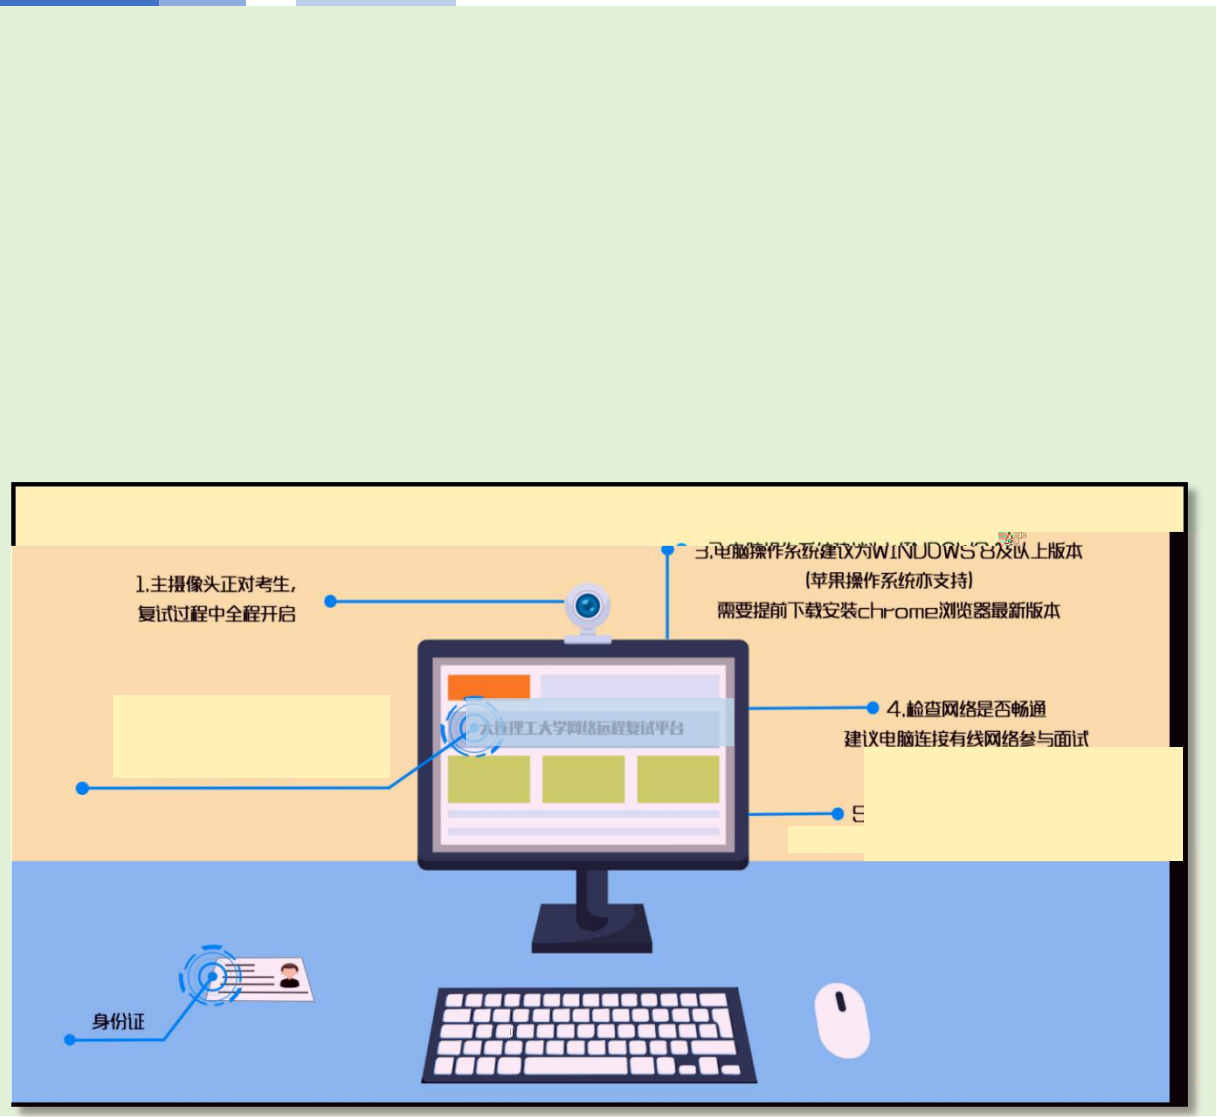 3.电脑操作系统建议为WINDOWS 8及以上版本
(苹果操作系统亦支持)
需要提前下载安装chrome浏览器最新版本
1.主摄像头正对考生,
复试过程中全程开启
4.检查网络是否畅通
建议电脑连接有线网络参与面试
大连理工大学网络远程复试平台
5
身份证